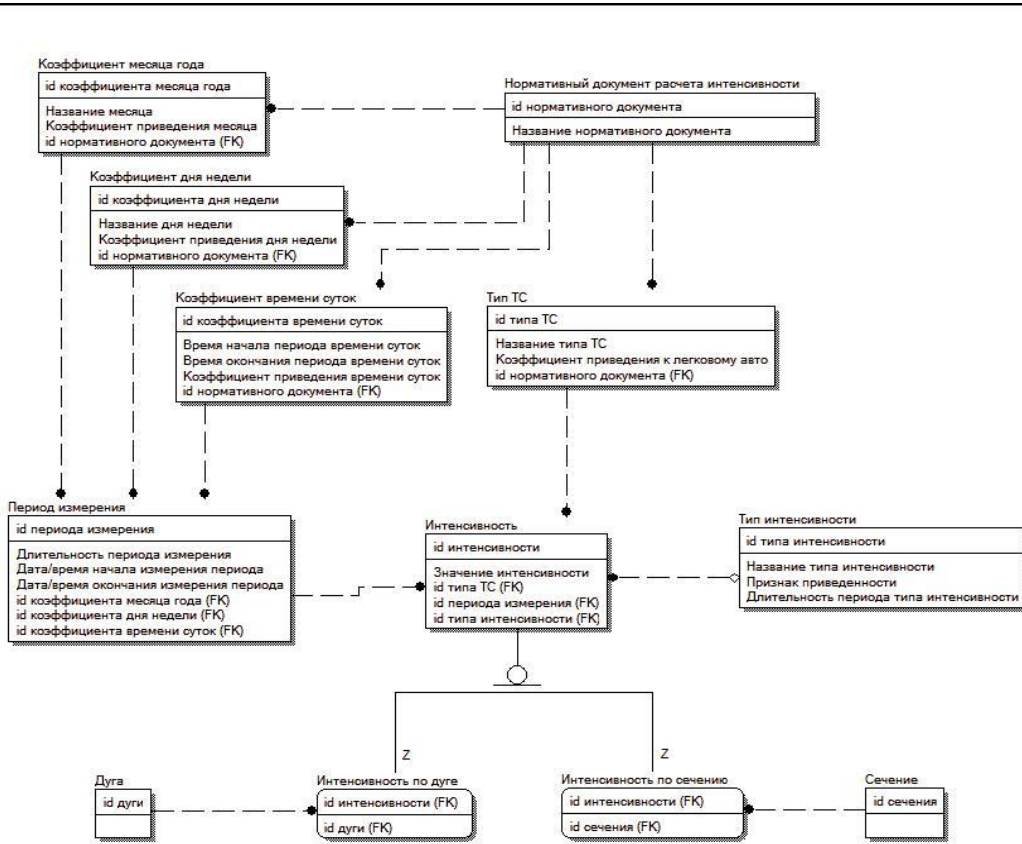 Коэффициент месяца года
id коэффициента месяца года
Название месяца
Коэффициент приведения месяца
id нормативного документа (FK)
Нормативный документ расчета интенсивности
id нормативного документа
Название нормативного документа
Коэффициент дня недели
id коэффициента дня недели
Название дня недели
Коэффициент приведения дня недели
id нормативного документа (FK)
Коэффициент времени суток
id коэффициента времени суток
Время начала периода времени суток
Время окончания периода времени суток
Коэффициент приведения времени суток
id нормативного документа (FK)
Тип ТС
id типа ТС
Название типа ТС
Коэффициент приведения к легковому авто
id нормативного документа (FK)
Период измерения
id периода измерения
Длительность периода измерения
Дата/время начала измерения периода
Дата/время окончания измерения периода
id коэффициента месяца года (FK)
id коэффициента дня недели (FK)
id коэффициента времени суток (FK)
Интенсивность
id интенсивности
Значение интенсивности
id типа ТС (FK)
id периода измерения (FK)
id типа интенсивности (FK)
Тип интенсивности
id типа интенсивности
Название типа интенсивности
Признак приведенности
Длительность периода типа интенсивности
Z
Z
Дуга
id дуги
Интенсивность по дуге
id интенсивности (FK)
id дуги (FK)
Интенсивность по сечению
id интенсивности (FK)
id сечения (FK)
Сечение
id сечения